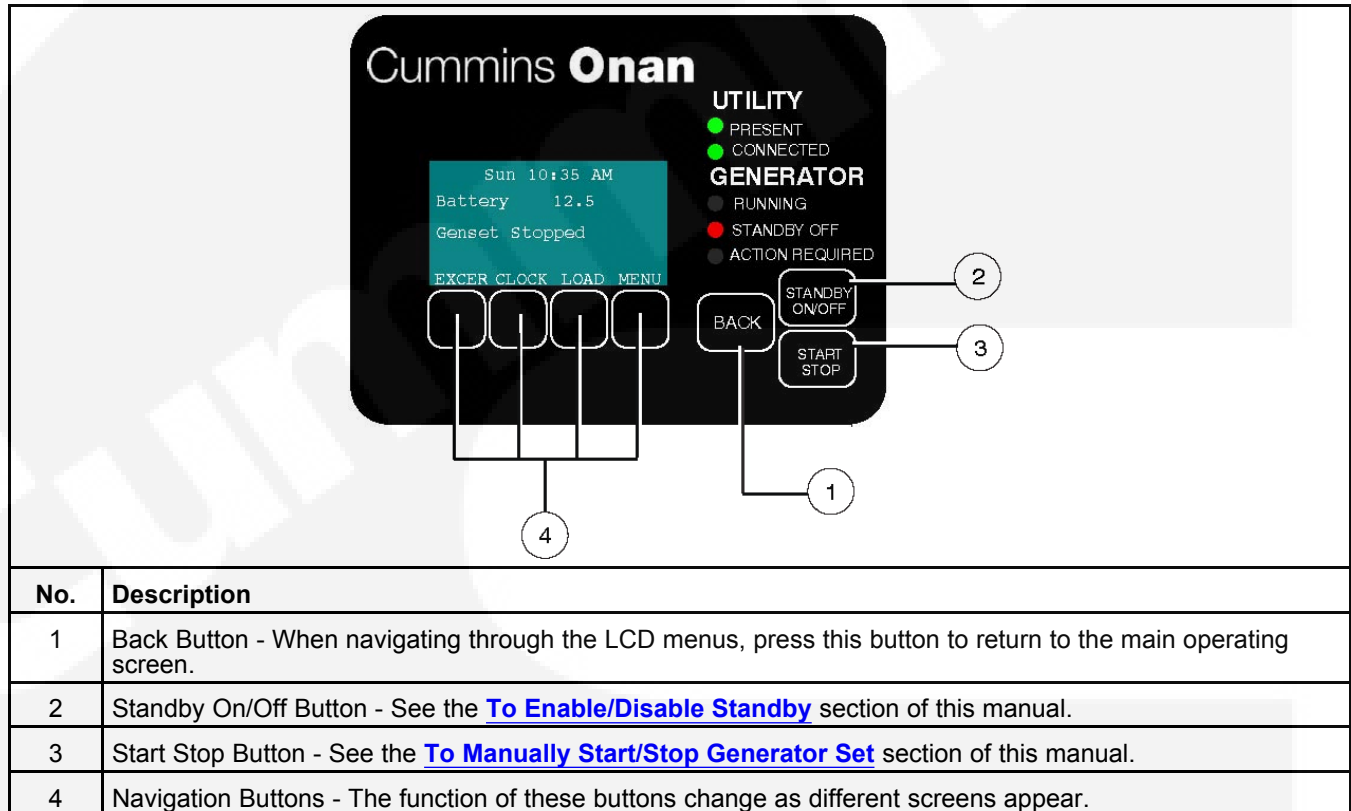 Cummins Onan
UTILITY
PRESENT
CONNECTED
GENERATOR
RUNNING
STANDBY OFF
ACTION REQUIRED
Sun 10:35 AM
Battery 12.5
Genset Stopped
EXCER CLOCK LOAD MENU
BACK
STANDBY
ON/OFF
START
STOP
2
3
1
4
No. Description
1 Back Button - When navigating through the LCD menus, press this button to return to the main operating
screen.
2 Standby On/Off Button - See the To Enable/Disable Standby section of this manual.
3 Start Stop Button - See the To Manually Start/Stop Generator Set section of this manual.
4 Navigation Buttons - The function of these buttons change as different screens appear.